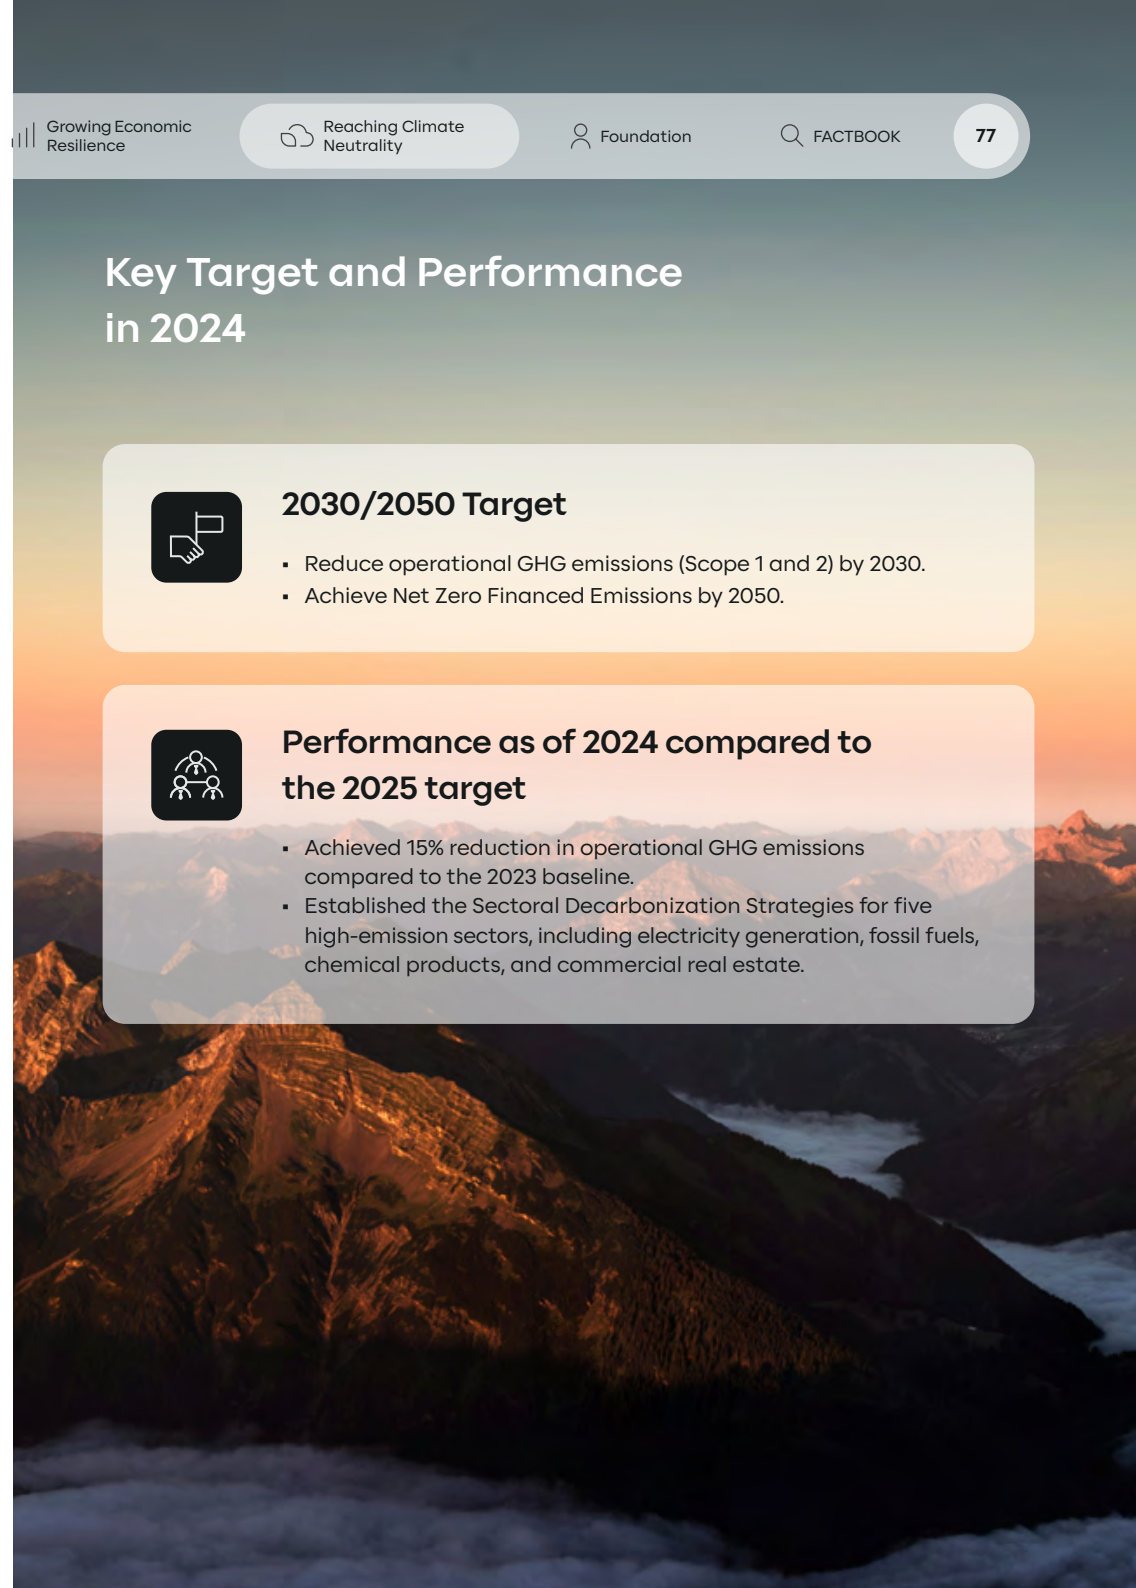 Growing Economic
Resilience
Reaching Climate
Neutrality
Foundation
FACTBOOK
77
Key Target and Performance
in 2024
2030/2050 Target
▪ Reduce operational GHG emissions (Scope 1 and 2) by 2030.
▪ Achieve Net Zero Financed Emissions by 2050.
Performance as of 2024 compared to
the 2025 target
▪ Achieved 15% reduction in operational GHG emissions
compared to the 2023 baseline.
▪ Established the Sectoral Decarbonization Strategies for five
high-emission sectors, including electricity generation, fossil fuels,
chemical products, and commercial real estate.